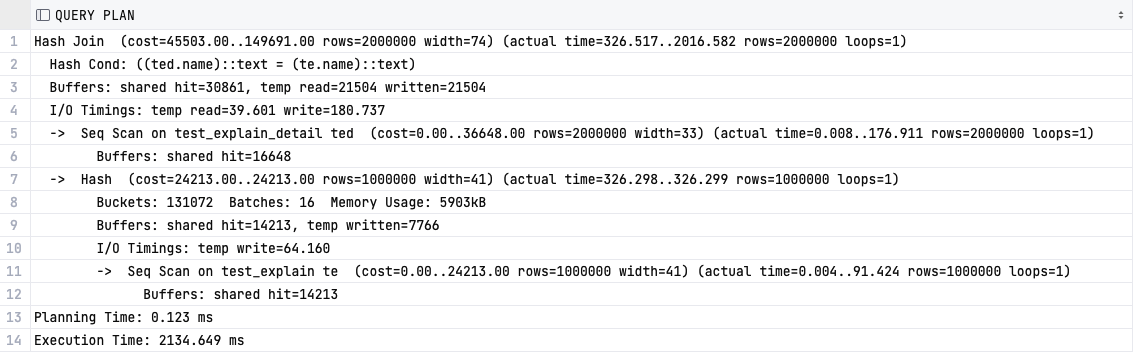 QUERY PLAN
1 Hash Join  (cost=45503.00..149691.00 rows=2000000 width=74) (actual time=326.517..2016.582 rows=2000000 loops=1)
2   Hash Cond: ((ted.name)::text = (te.name)::text)
3   Buffers: shared hit=30861, temp read=21504 written=21504
4   I/O Timings: temp read=39.601 write=180.737
5   ->  Seq Scan on test_explain_detail ted  (cost=0.00..36648.00 rows=2000000 width=33) (actual time=0.008..176.911 rows=2000000 loops=1)
6         Buffers: shared hit=16648
7   ->  Hash  (cost=24213.00..24213.00 rows=1000000 width=41) (actual time=326.298..326.299 rows=1000000 loops=1)
8         Buckets: 131072  Batches: 16  Memory Usage: 5903kB
9         Buffers: shared hit=14213, temp written=7766
10         I/O Timings: temp write=64.160
11         ->  Seq Scan on test_explain te  (cost=0.00..24213.00 rows=1000000 width=41) (actual time=0.004..91.424 rows=1000000 loops=1)
12               Buffers: shared hit=14213
13 Planning Time: 0.123 ms
14 Execution Time: 2134.649 ms